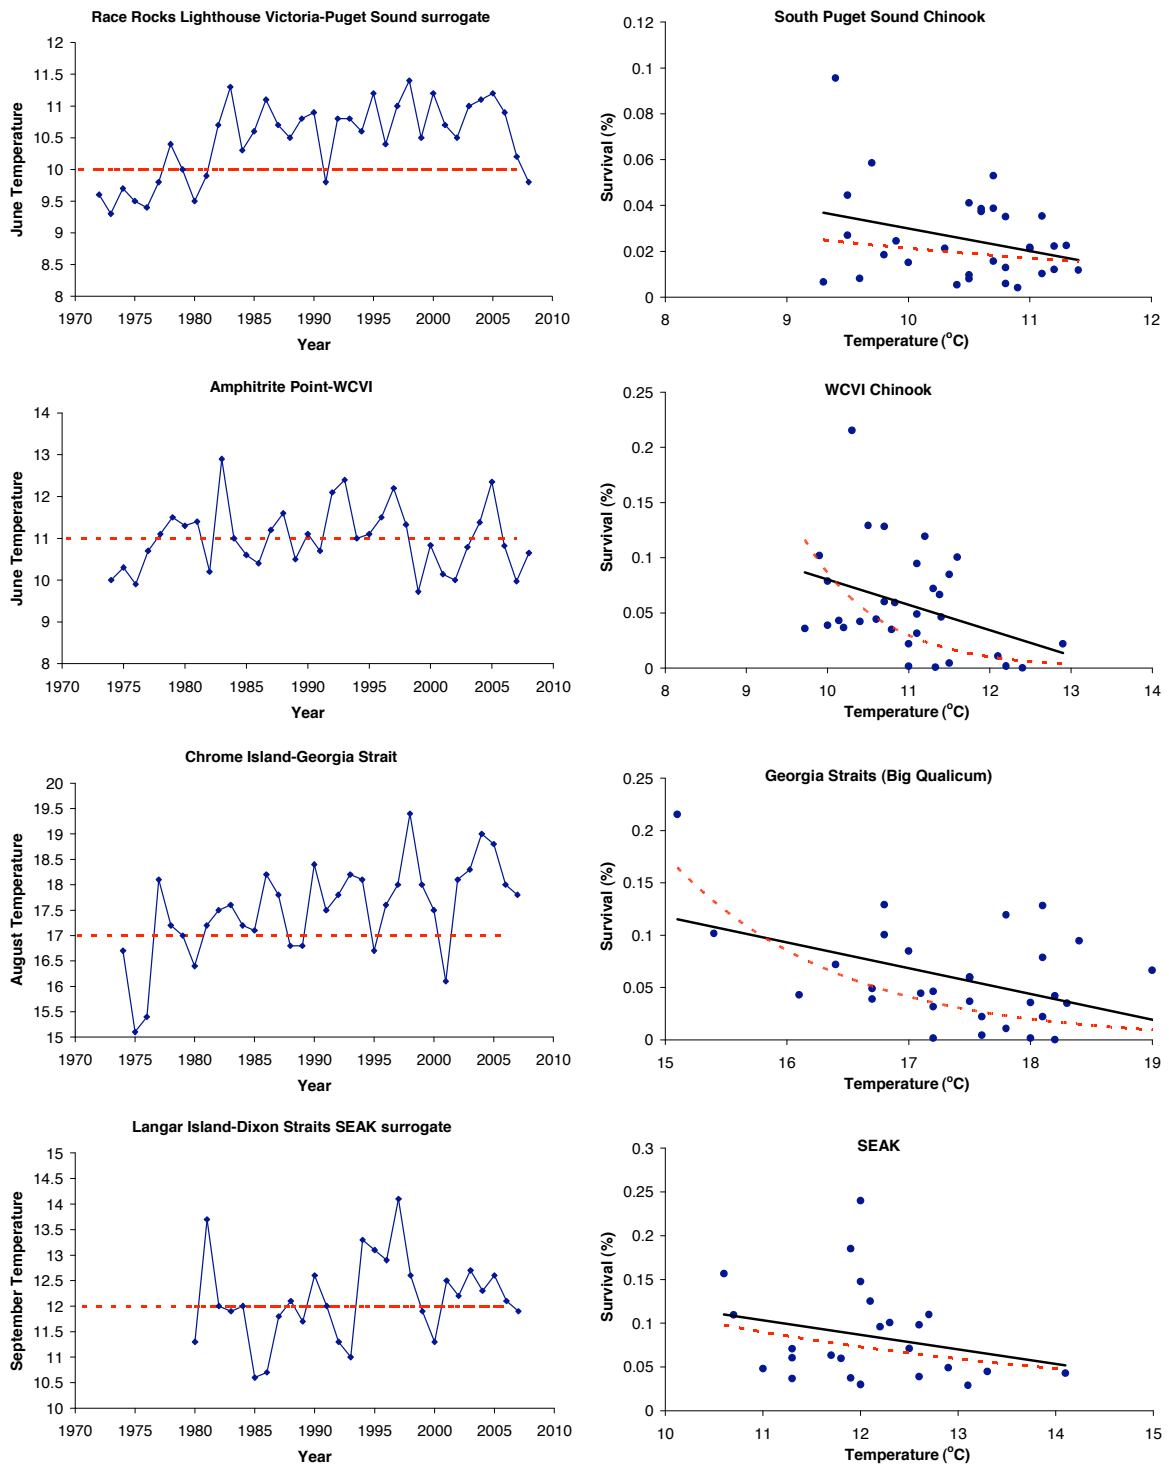 Race Rocks Lighthouse Victoria-Puget Sound surrogate
June Temperature
12
11.5
11
10.5
10
9.5
9
8.5
8
1970 1975 1980 1985 1990 1995 2000 2005 2010
Year
South Puget Sound Chinook
Survival (%)
0.12
0.1
0.08
0.06
0.04
0.02
0
8 9 10 11 12
Temperature (°C)
Amphitrite Point-WCVI
June Temperature
14
13
12
11
10
9
8
1970 1975 1980 1985 1990 1995 2000 2005 2010
Year
WCVI Chinook
Survival (%)
0.25
0.2
0.15
0.1
0.05
0
8 9 10 11 12 13 14
Temperature (°C)
Chrome Island-Georgia Strait
August Temperature
20
19.5
19
18.5
18
17.5
17
16.5
16
15.5
15
1970 1975 1980 1985 1990 1995 2000 2005 2010
Year
Georgia Straits (Big Qualicum)
Survival (%)
0.25
0.2
0.15
0.1
0.05
0
15 16 17 18 19
Temperature (°C)
Langar Island-Dixon Straits SEAK surrogate
September Temperature
15
14.5
14
13.5
13
12.5
12
11.5
11
10.5
10
1970 1975 1980 1985 1990 1995 2000 2005 2010
Year
SEAK
Survival (%)
0.3
0.25
0.2
0.15
0.1
0.05
0
10 11 12 13 14 15
Temperature (°C)